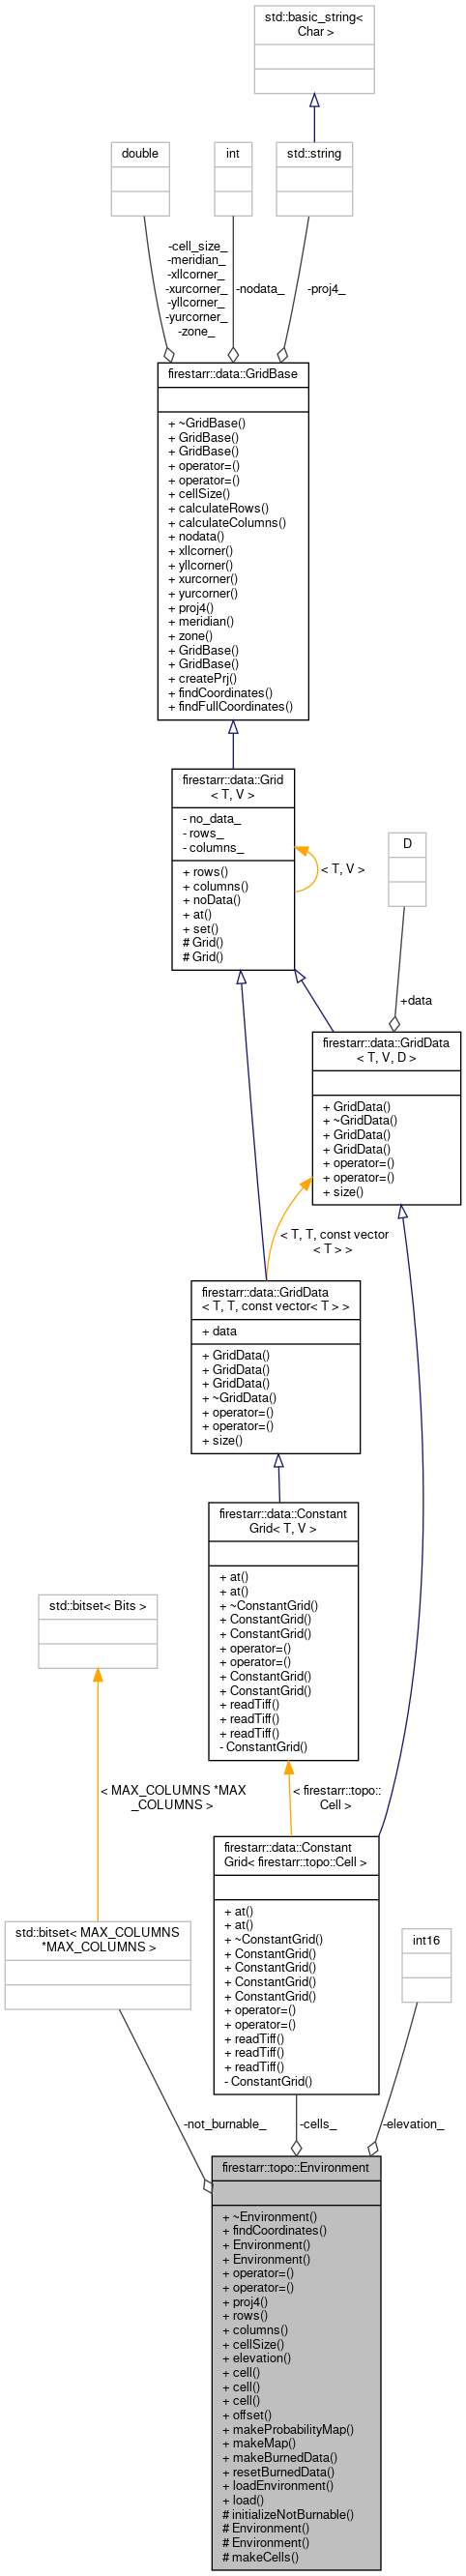 std::basic_string<
Char >
double
int
std::string
-cell_size_
-meridian_
-xllcorner_
-xurcorner_
-yllcorner_
-yurcorner_
-zone_
-nodata_
-proj4_
firestarr::data::GridBase
+ ~GridBase()
+ GridBase()
+ GridBase()
+ operator=()
+ operator=()
+ cellSize()
+ calculateRows()
+ calculateColumns()
+ nodata()
+ xllcorner()
+ yllcorner()
+ xurcorner()
+ yurcorner()
+ proj4()
+ meridian()
+ zone()
+ GridBase()
+ GridBase()
+ createPrj()
+ findCoordinates()
+ findFullCoordinates()
firestarr::data::Grid
< T, V >
- no_data_
- rows_
- columns_
+ rows()
+ columns()
+ noData()
+ at()
+ set()
# Grid()
# Grid()
< T, V >
D
+data
firestarr::data::GridData
< T, V, D >
+ GridData()
+ ~GridData()
+ GridData()
+ GridData()
+ operator=()
+ operator=()
+ size()
< T, T, const vector
< T > >
firestarr::data::GridData
< T, T, const vector< T > >
+ data
+ GridData()
+ GridData()
+ GridData()
+ ~GridData()
+ operator=()
+ operator=()
+ size()
firestarr::data::Constant
Grid< T, V >
+ at()
+ at()
+ ~ConstantGrid()
+ ConstantGrid()
+ ConstantGrid()
+ operator=()
+ operator=()
+ ConstantGrid()
+ ConstantGrid()
+ readTiff()
+ readTiff()
+ readTiff()
- ConstantGrid()
std::bitset< Bits >
< MAX_COLUMNS *MAX
_COLUMNS >
< firestarr::topo::
Cell >
firestarr::data::Constant
Grid< firestarr::topo::Cell >
+ at()
+ at()
+ ~ConstantGrid()
+ ConstantGrid()
+ ConstantGrid()
+ ConstantGrid()
+ ConstantGrid()
+ operator=()
+ operator=()
+ readTiff()
+ readTiff()
+ readTiff()
- ConstantGrid()
std::bitset< MAX_COLUMNS
*MAX_COLUMNS >
int16
-not_burnable_
-cells_
-elevation_
firestarr::topo::Environment
+ ~Environment()
+ findCoordinates()
+ Environment()
+ Environment()
+ operator=()
+ operator=()
+ proj4()
+ rows()
+ columns()
+ cellSize()
+ elevation()
+ cell()
+ cell()
+ cell()
+ offset()
+ makeProbabilityMap()
+ makeMap()
+ makeBurnedData()
+ resetBurnedData()
+ loadEnvironment()
+ load()
# initializeNotBurnable()
# Environment()
# Environment()
# makeCells()